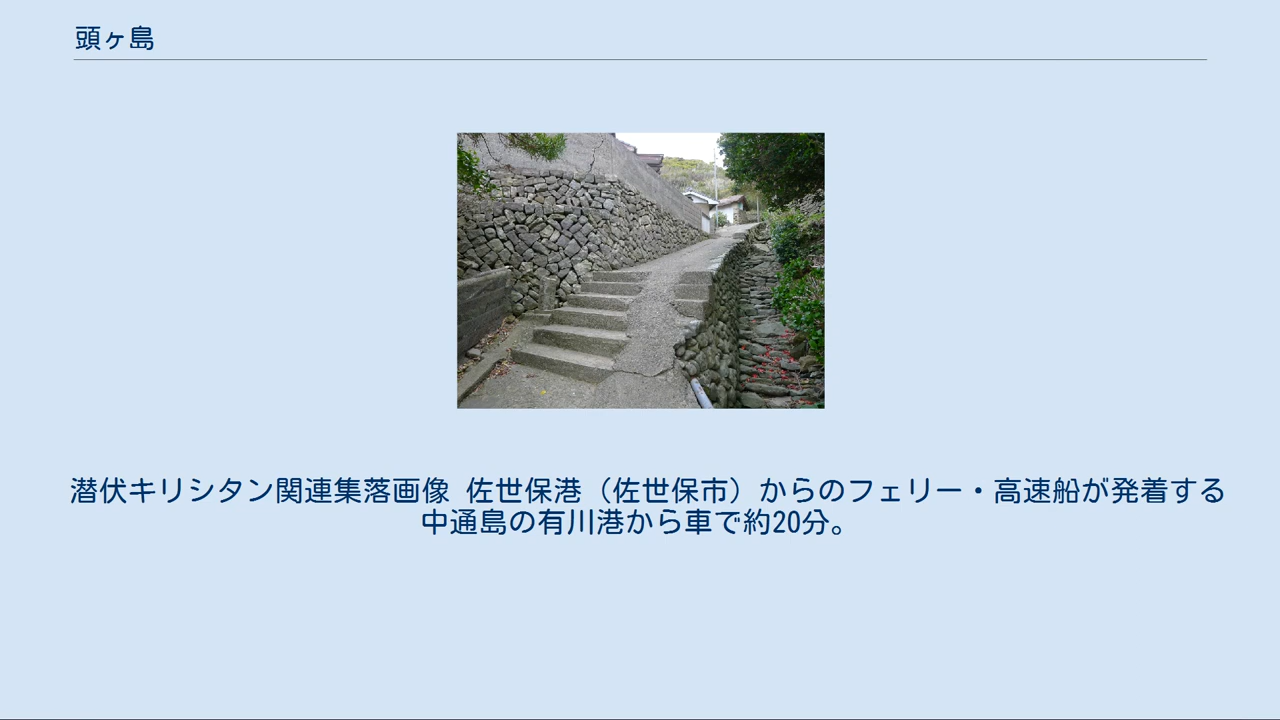 頭ヶ島
潜伏キリシタン関連集落画像 佐世保港（佐世保市）からのフェリー・高速船が発着する
中通島の有川港から車で約20分。